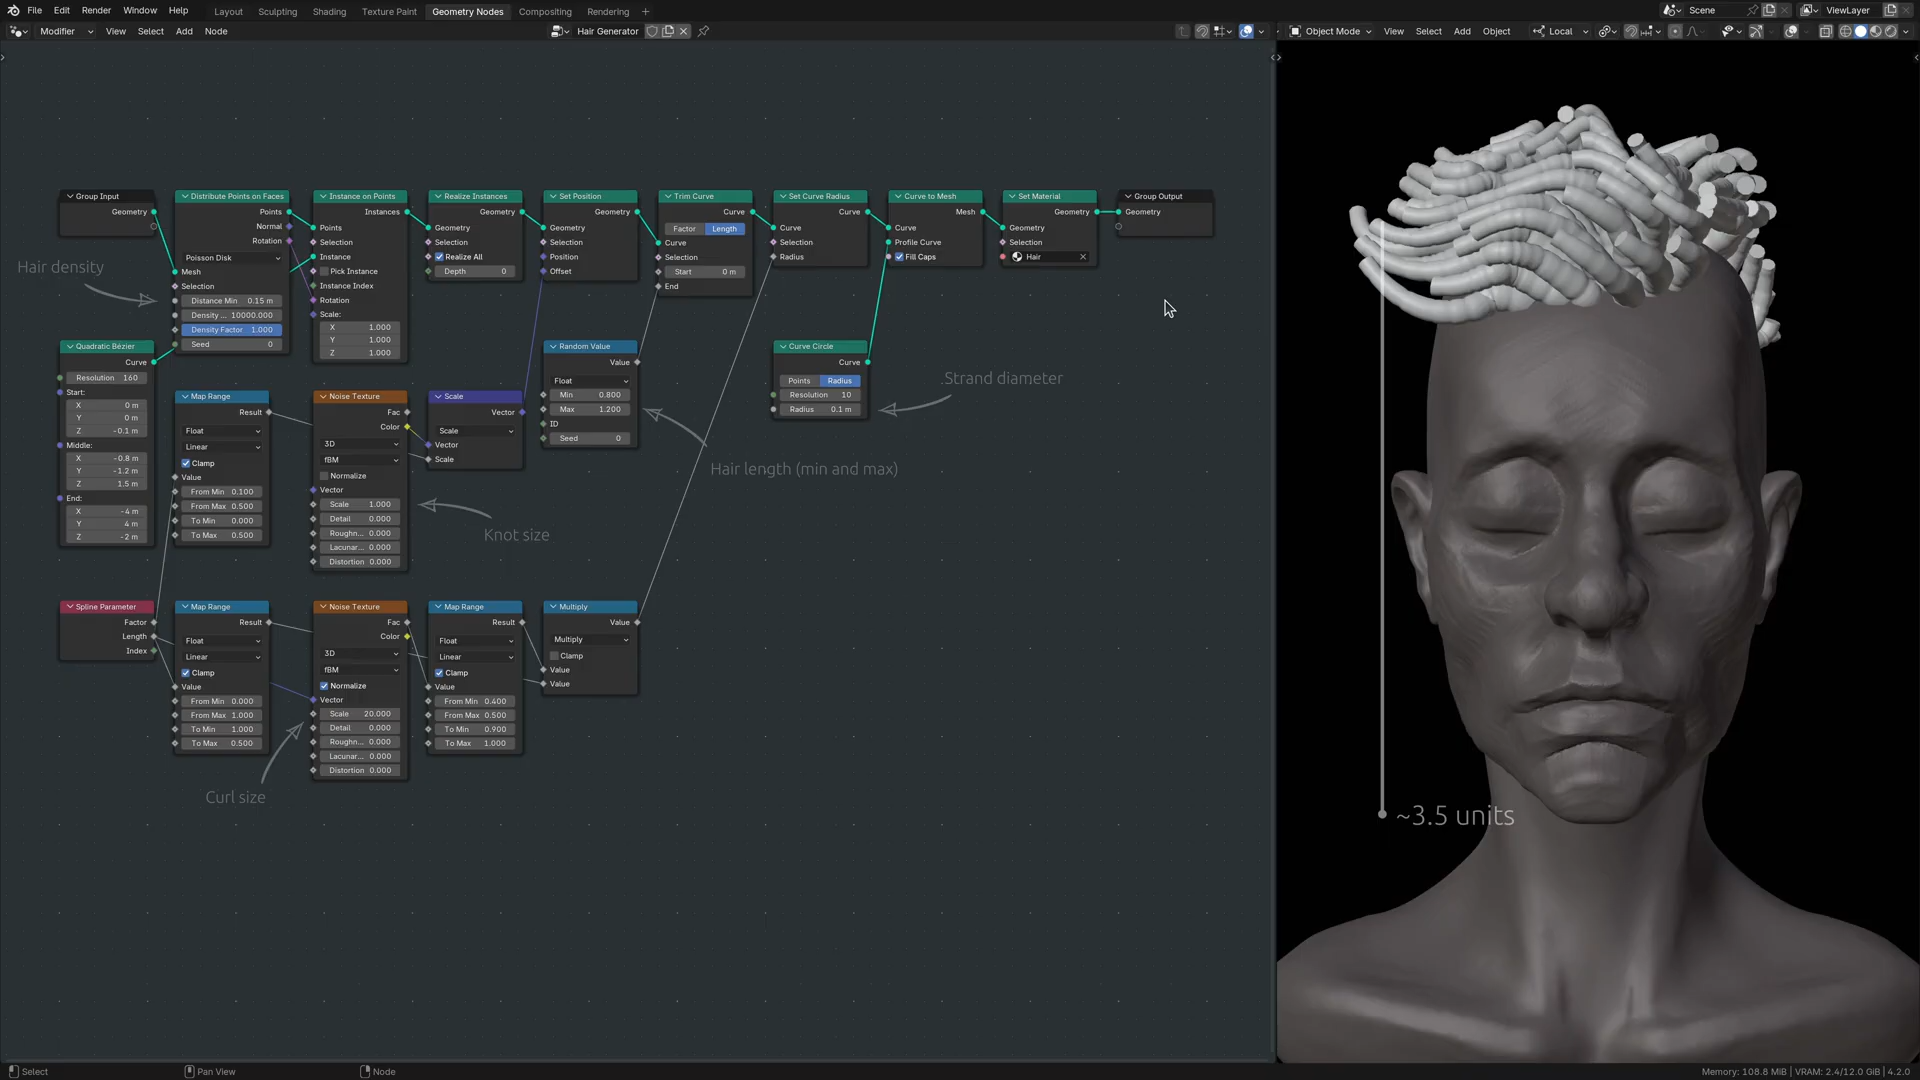 File Edit Render Window Help Layout Sculpting Shading Texture Paint Geometry Nodes Compositing Rendering + Scene ViewLayer
Modifier View Select Add Node Hair Generator Object Mode View Select Add Object Local
Group Input
Geometry
Distribute Points on Faces
Points
Normal
Rotation
Poisson Disk
Mesh
Selection
Distance Min 0.15 m
Density ... 10000.000
Density Factor 1.000
Seed 0
Instance on Points
Instances
Points
Selection
Instance
Pick Instance
Instance Index
Rotation
Scale:
X 1.000
Y 1.000
Z 1.000
Realize Instances
Geometry
Geometry
Selection
Realize All
Depth 0
Set Position
Geometry
Geometry
Selection
Position
Offset
Trim Curve
Curve
Factor Length
Curve
Selection
Start 0 m
End
Set Curve Radius
Curve
Curve
Selection
Radius
Curve to Mesh
Mesh
Curve
Profile Curve
Fill Caps
Set Material
Geometry
Geometry
Selection
Hair
Group Output
Geometry
Hair density
Quadratic Bézier
Curve
Resolution 160
Start:
X 0 m
Y 0 m
Z -0.1 m
Middle:
X -0.8 m
Y -1.2 m
Z 1.5 m
End:
X -4 m
Y 4 m
Z -2 m
Map Range
Result
Float
Linear
Clamp
Value
From Min 0.100
From Max 0.500
To Min 0.000
To Max 0.500
Noise Texture
Fac
Color
3D
fBM
Normalize
Vector
Scale 1.000
Detail 0.000
Roughn... 0.000
Lacunar... 0.000
Distortion 0.000
Scale
Vector
Scale
Vector
Scale
Random Value
Value
Float
Min 0.800
Max 1.200
ID
Seed 0
Curve Circle
Curve
Points Radius
Resolution 10
Radius 0.1 m
Strand diameter
Hair length (min and max)
Knot size
Spline Parameter
Factor
Length
Index
Map Range
Result
Float
Linear
Clamp
Value
From Min 0.000
From Max 1.000
To Min 1.000
To Max 0.500
Noise Texture
Fac
Color
3D
fBM
Normalize
Vector
Scale 20.000
Detail 0.000
Roughn... 0.000
Lacunar... 0.000
Distortion 0.000
Map Range
Result
Float
Linear
Clamp
Value
From Min 0.400
From Max 0.500
To Min 0.900
To Max 1.000
Multiply
Value
Multiply
Clamp
Value
Value
Curl size
~3.5 units
Select Pan View Node Memory: 108.8 MiB | VRAM: 2.4/12.0 GiB | 4.2.0